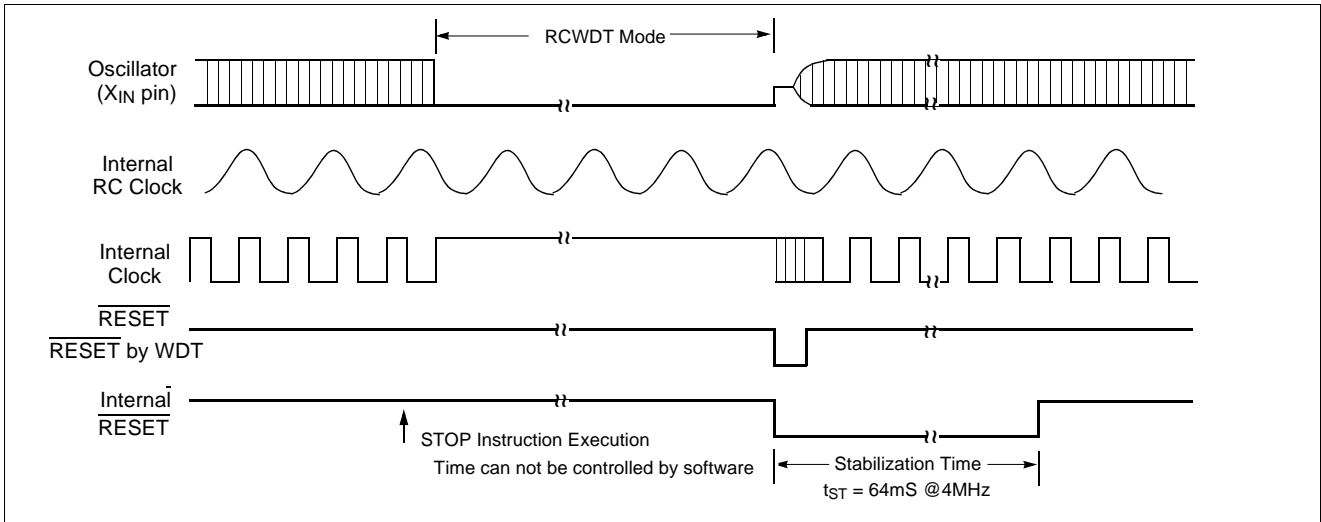 RCWDT Mode
Oscillator
(XIN pin)
Internal
RC Clock
Internal
Clock
RESET
RESET by WDT
Internal
RESET
STOP Instruction Execution
Time can not be controlled by software
Stabilization Time
tST = 64mS @4MHz